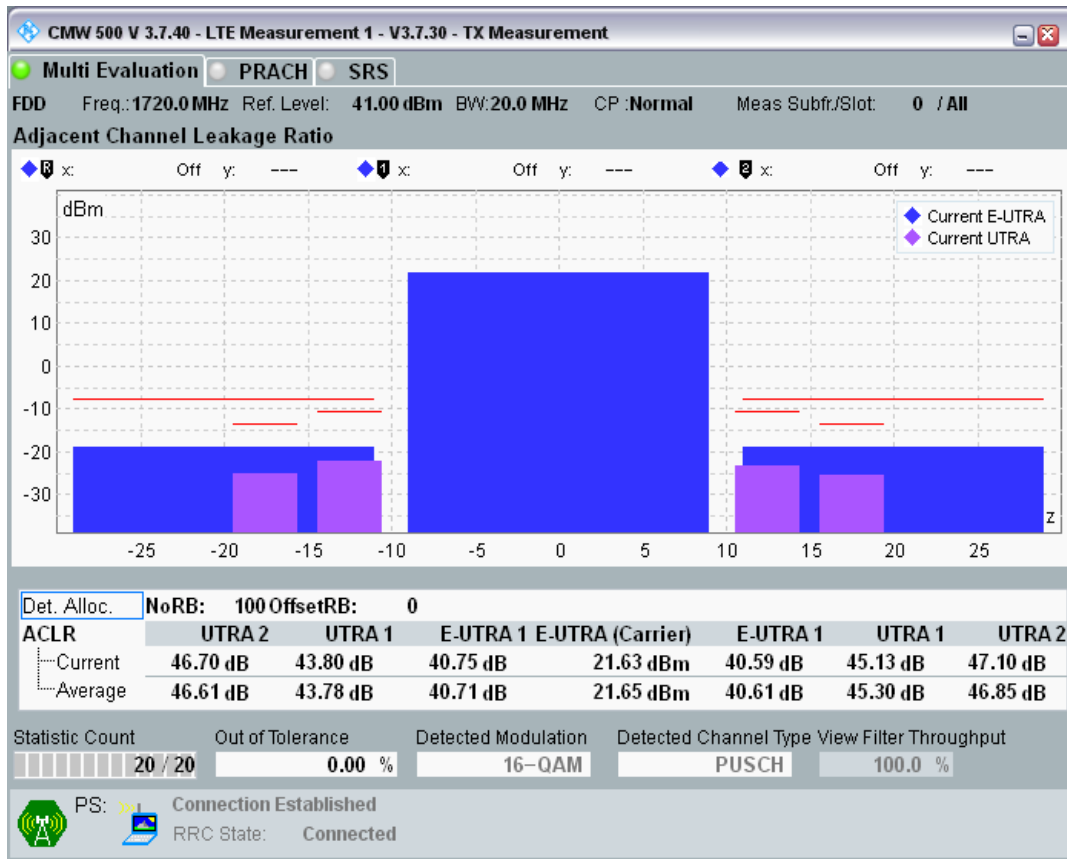 CMW 500 V 3.7.40 - LTE Measurement 1 - V3.7.30 - TX Measurement
Multi Evaluation PRACH SRS
FDD Freq.: 1720.0 MHz Ref. Level: 41.00 dBm BW: 20.0 MHz CP : Normal Meas Subfr./Slot: 0 / All
Adjacent Channel Leakage Ratio
R x: Off y: --- 1 x: Off y: --- 2 x: Off y: ---
dBm
Current E-UTRA
Current UTRA
30
20
10
0
-10
-20
-30
z
-25 -20 -15 -10 -5 0 5 10 15 20 25
Det. Alloc. NoRB: 100 OffsetRB: 0
ACLR UTRA 2 UTRA 1 E-UTRA 1 E-UTRA (Carrier) E-UTRA 1 UTRA 1 UTRA 2
Current 46.70 dB 43.80 dB 40.75 dB 21.63 dBm 40.59 dB 45.13 dB 47.10 dB
Average 46.61 dB 43.78 dB 40.71 dB 21.65 dBm 40.61 dB 45.30 dB 46.85 dB
Statistic Count Out of Tolerance Detected Modulation Detected Channel Type View Filter Throughput
20 / 20 0.00 % 16-QAM PUSCH 100.0 %
PS: Connection Established
RRC State: Connected